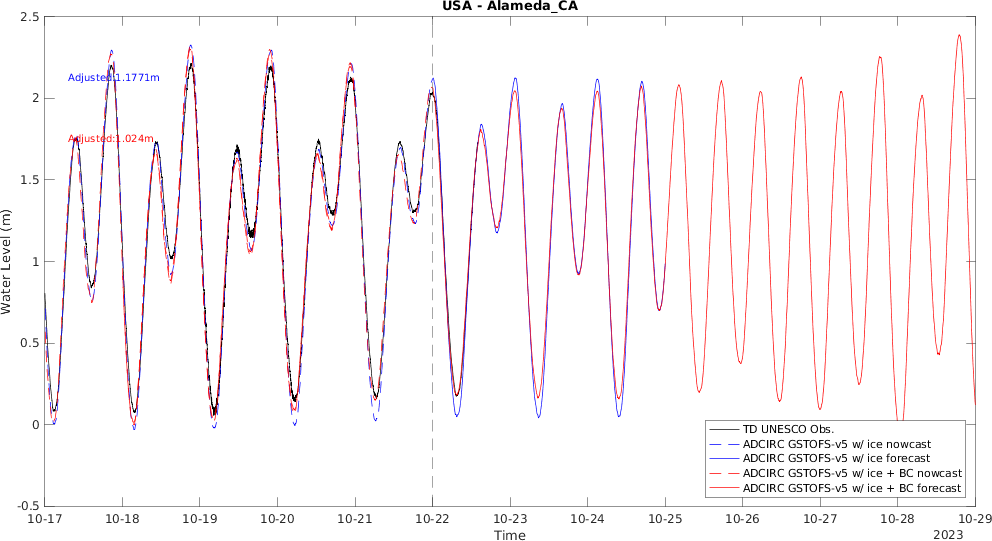 USA - Alameda_CA
2.5
2
1.5
1
0.5
0
-0.5
Water Level (m)
Adjusted:1.1771m
Adjusted:1.024m
TD UNESCO Obs.
ADCIRC GSTOFS-v5 w/ ice nowcast
ADCIRC GSTOFS-v5 w/ ice forecast
ADCIRC GSTOFS-v5 w/ ice + BC nowcast
ADCIRC GSTOFS-v5 w/ ice + BC forecast
10-17 10-18 10-19 10-20 10-21 10-22 10-23 10-24 10-25 10-26 10-27 10-28 10-29
Time
2023